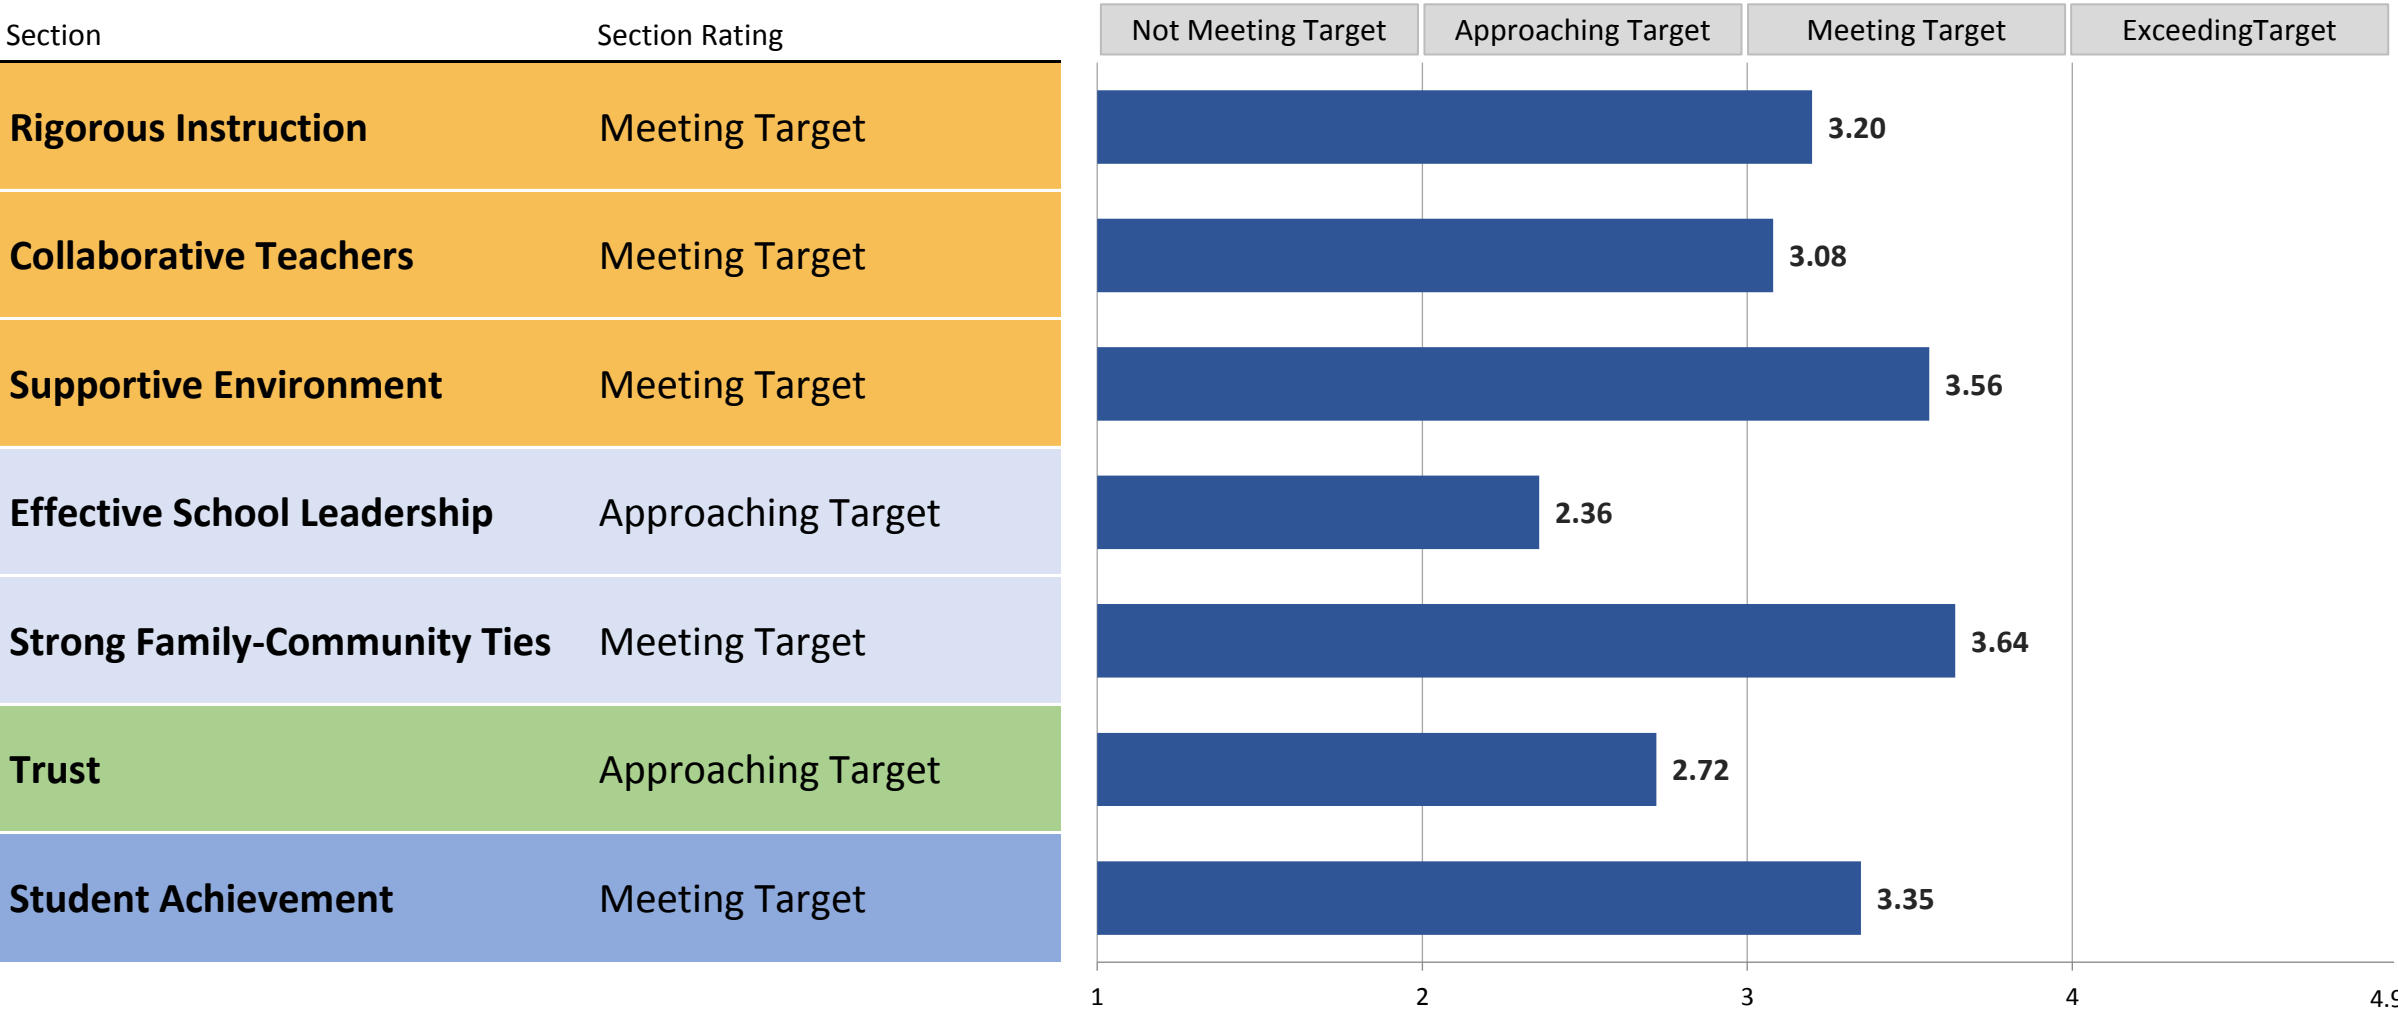 Section Section Rating Not Meeting Target Approaching Target Meeting Target ExceedingTarget
Rigorous Instruction Meeting Target 3.20
Collaborative Teachers Meeting Target 3.08
Supportive Environment Meeting Target 3.56
Effective School Leadership Approaching Target 2.36
Strong Family-Community Ties Meeting Target 3.64
Trust Approaching Target 2.72
Student Achievement Meeting Target 3.35
1 2 3 4 4.9